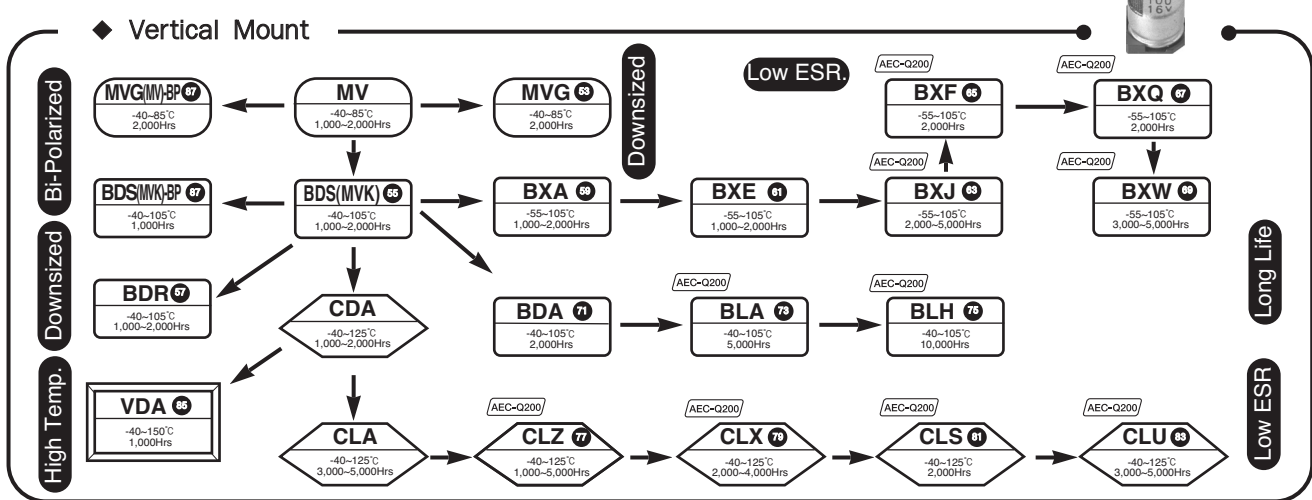 100
16V
◆ Vertical Mount
Bi-Polarized
Downsized
High Temp.
Downsized
Low ESR.
Long Life
Low ESR
MVG(MV)-BP 87
-40~85℃
2,000Hrs
MV
-40~85℃
1,000~2,000Hrs
MVG 53
-40~85℃
2,000Hrs
AEC-Q200
BXF 65
-55~105℃
2,000Hrs
AEC-Q200
BXQ 67
-55~105℃
2,000Hrs
BDS(MVK)-BP 87
-40~105℃
1,000Hrs
BDS(MVK) 55
-40~105℃
1,000~2,000Hrs
BXA 59
-55~105℃
1,000~2,000Hrs
BXE 61
-55~105℃
1,000~2,000Hrs
AEC-Q200
BXJ 63
-55~105℃
2,000~5,000Hrs
AEC-Q200
BXW 69
-55~105℃
3,000~5,000Hrs
BDR 57
-40~105℃
1,000~2,000Hrs
CDA
-40~125℃
1,000~2,000Hrs
BDA 71
-40~105℃
2,000Hrs
AEC-Q200
BLA 73
-40~105℃
5,000Hrs
AEC-Q200
BLH 75
-40~105℃
10,000Hrs
VDA 85
-40~150℃
1,000Hrs
CLA
-40~125℃
3,000~5,000Hrs
AEC-Q200
CLZ 77
-40~125℃
1,000~5,000Hrs
AEC-Q200
CLX 79
-40~125℃
2,000~4,000Hrs
AEC-Q200
CLS 81
-40~125℃
2,000Hrs
AEC-Q200
CLU 83
-40~125℃
3,000~5,000Hrs